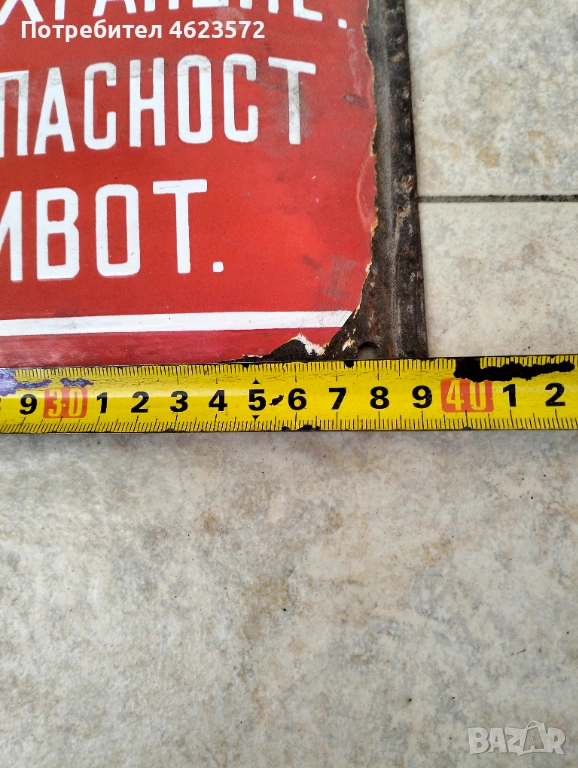 Потребител 4623572
ПАСНОСТ
ИВОТ.
9 30 1 2 3 4 5 6 7 8 9 40 1 2
BAZAR